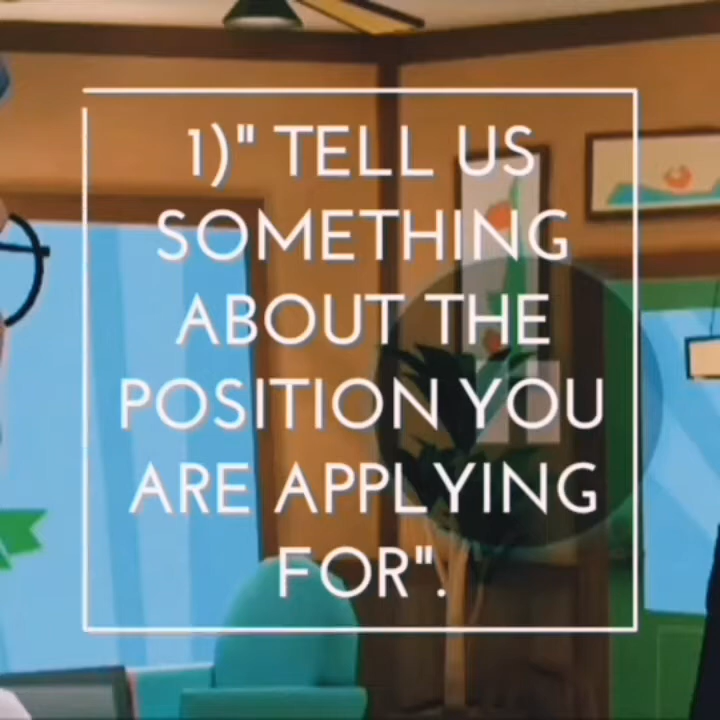 1)" TELL US
SOMETHING
ABOUT THE
POSITION YOU
ARE APPLYING
FOR".